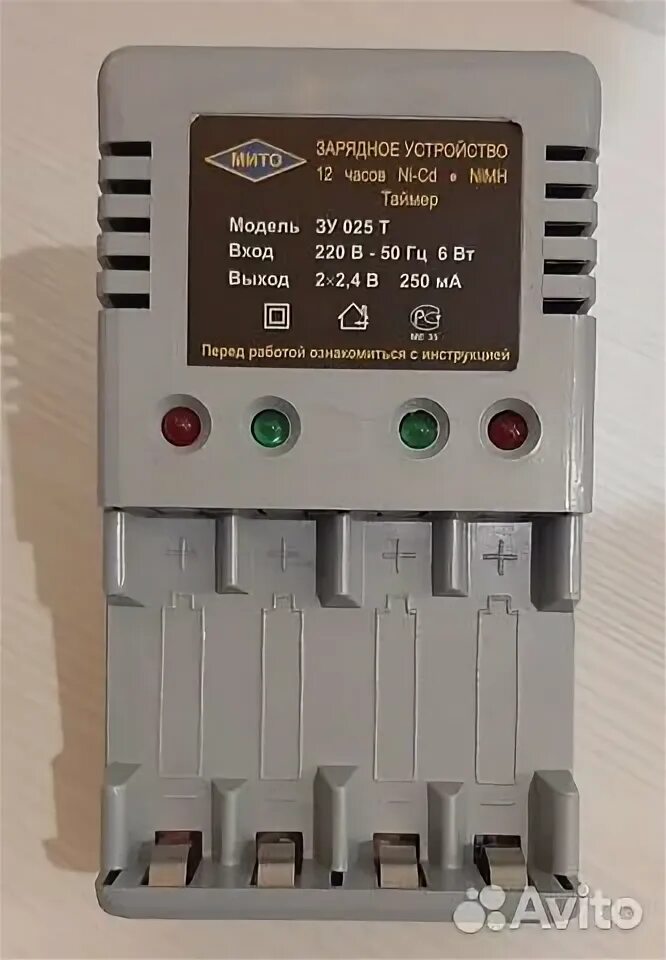 МИТО
ЗАРЯДНОЕ УСТРОЙСТВО
12 часов Ni-Cd и NiMH
Таймер
Модель ЗУ 025 Т
Вход 220 В - 50 Гц 6 Вт
Выход 2×2,4 В 250 мА
РС
Перед работой ознакомиться с инструкцией
+ + + +
Avito